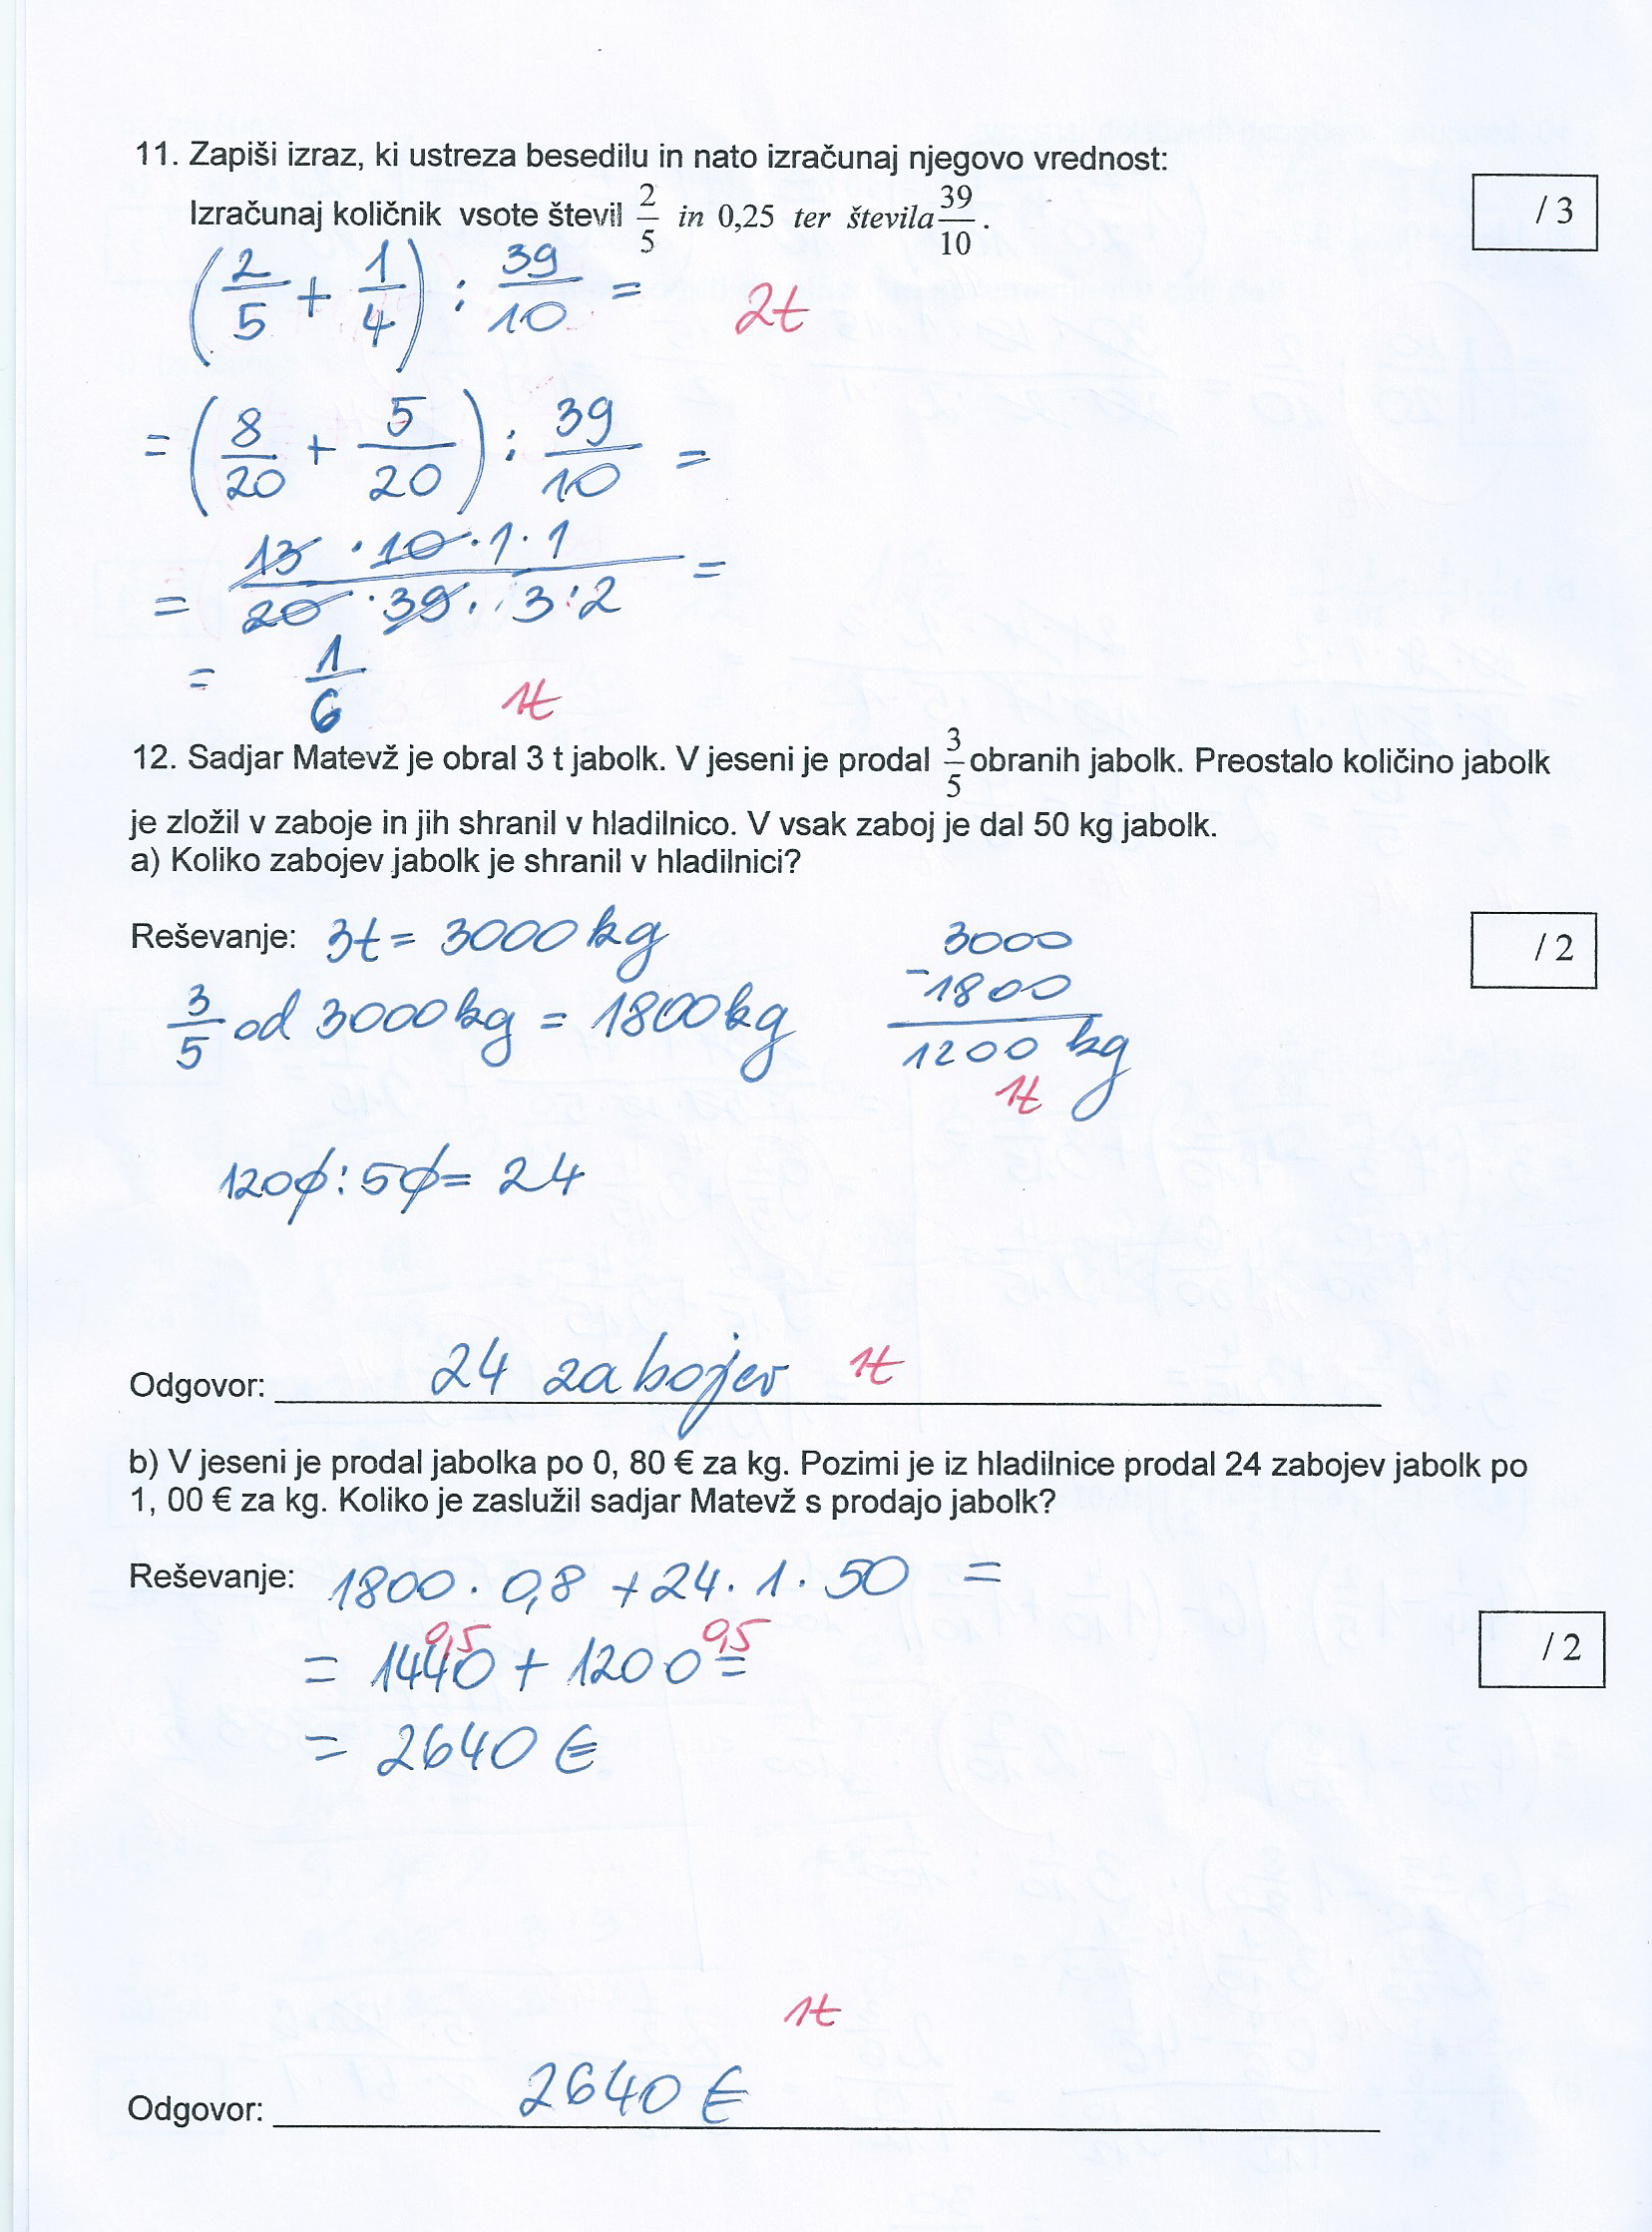 11. Zapiši izraz, ki ustreza besedilu in nato izračunaj njegovo vrednost:
Izračunaj količnik vsote števil 2/5 in 0,25 ter števila 39/10.
/ 3
(2/5 + 1/4) : 39/10 = 2t
= (8/20 + 5/20) : 39/10 =
= 13 · 10 · 1 · 1 / 20 · 39 · 3 · 2 =
= 1/6 1t
12. Sadjar Matevž je obral 3 t jabolk. V jeseni je prodal 3/5 obranih jabolk. Preostalo količino jabolk
je zložil v zaboje in jih shranil v hladilnico. V vsak zaboj je dal 50 kg jabolk.
a) Koliko zabojev jabolk je shranil v hladilnici?
Reševanje: 3t = 3000 kg
/ 2
3/5 od 3000 kg = 1800 kg
3000
-1800
1200 kg
1t
1200 : 50 = 24
Odgovor: 24 zabojev 1t
b) V jeseni je prodal jabolka po 0, 80 € za kg. Pozimi je iz hladilnice prodal 24 zabojev jabolk po
1, 00 € za kg. Koliko je zaslužil sadjar Matevž s prodajo jabolk?
Reševanje: 1800 · 0,8 + 24 · 1 · 50 =
0,5 0,5
= 1440 + 1200 =
/ 2
= 2640 €
1t
Odgovor: 2640 €